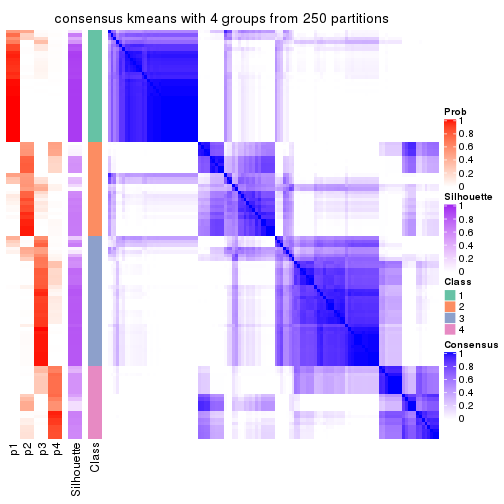 consensus kmeans with 4 groups from 250 partitions
Prob
1
0.8
0.6
0.4
0.2
0
Silhouette
1
0.8
0.6
0.4
0.2
0
Class
1
2
3
4
Consensus
1
0.8
0.6
0.4
0.2
0
p1
p2
p3
p4
Silhouette
Class